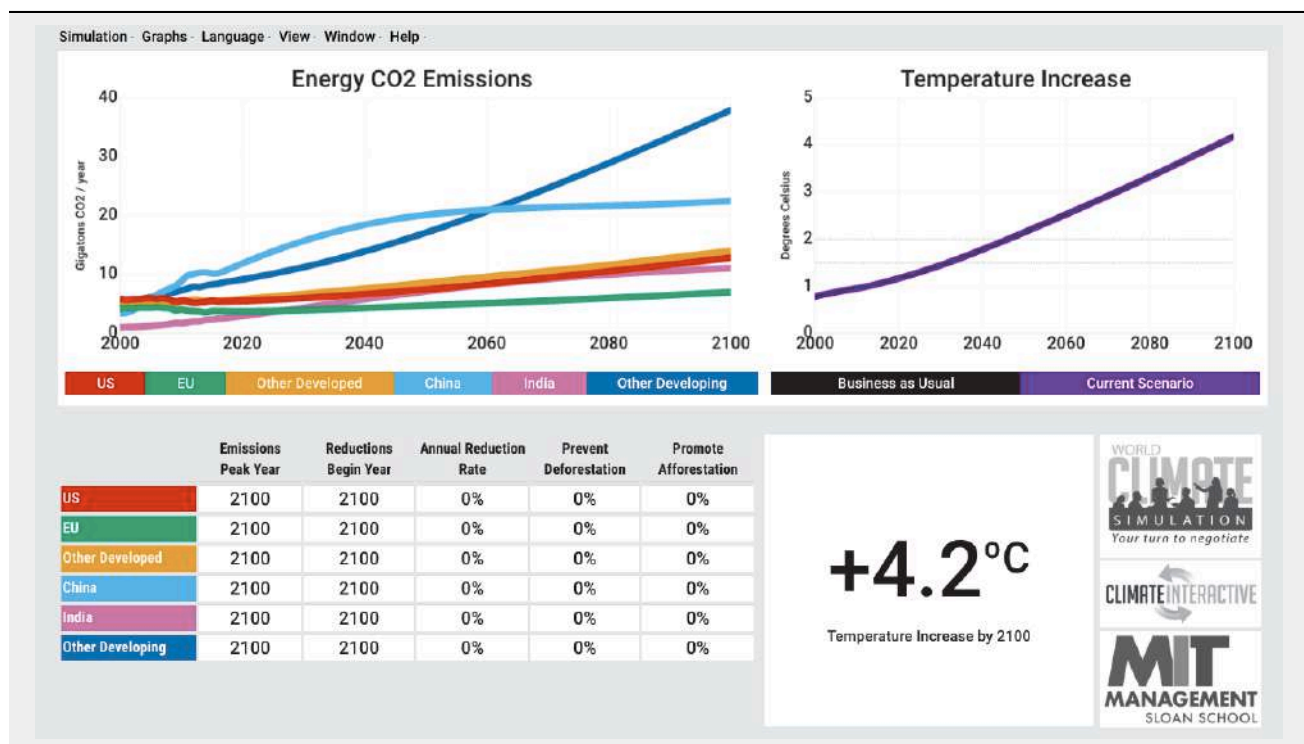 Simulation - Graphs - Language - View - Window - Help -
Energy CO2 Emissions
40
30
20
10
0
Gigatons CO2 / year
2000 2020 2040 2060 2080 2100
US EU Other Developed China India Other Developing
Temperature Increase
5
4
3
2
1
0
Degrees Celsius
2000 2020 2040 2060 2080 2100
Business as Usual Current Scenario
Emissions Peak Year Reductions Begin Year Annual Reduction Rate Prevent Deforestation Promote Afforestation
US 2100 2100 0% 0% 0%
EU 2100 2100 0% 0% 0%
Other Developed 2100 2100 0% 0% 0%
China 2100 2100 0% 0% 0%
India 2100 2100 0% 0% 0%
Other Developing 2100 2100 0% 0% 0%
+4.2°C
Temperature Increase by 2100
WORLD
CLIMATE
SIMULATION
Your turn to negotiate
CLIMATE INTERACTIVE
MIT
MANAGEMENT
SLOAN SCHOOL